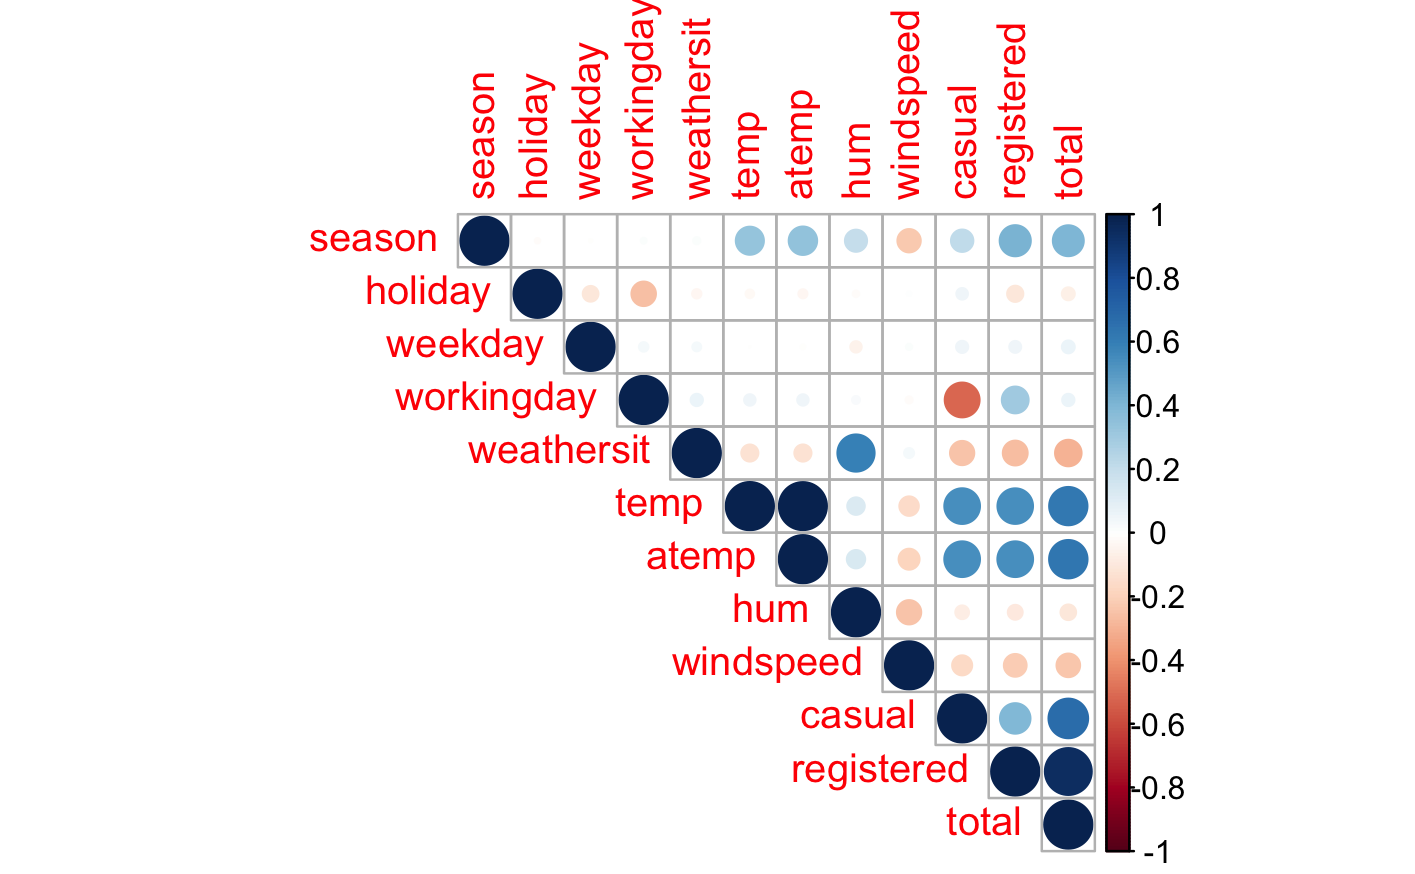 season
holiday
weekday
workingday
weathersit
temp
atemp
hum
windspeed
casual
registered
total
season
holiday
weekday
workingday
weathersit
temp
atemp
hum
windspeed
casual
registered
total
1
0.8
0.6
0.4
0.2
0
-0.2
-0.4
-0.6
-0.8
-1